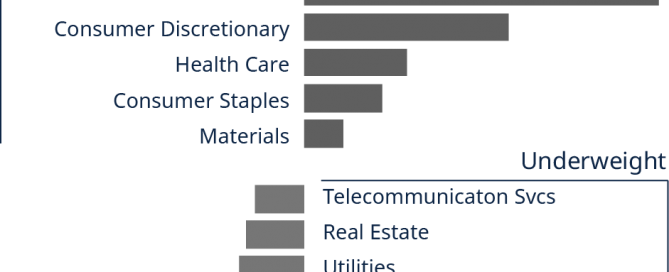 Consumer Discretionary
Health Care
Consumer Staples
Materials
Underweight
Telecommunicaton Svcs
Real Estate
Utilities